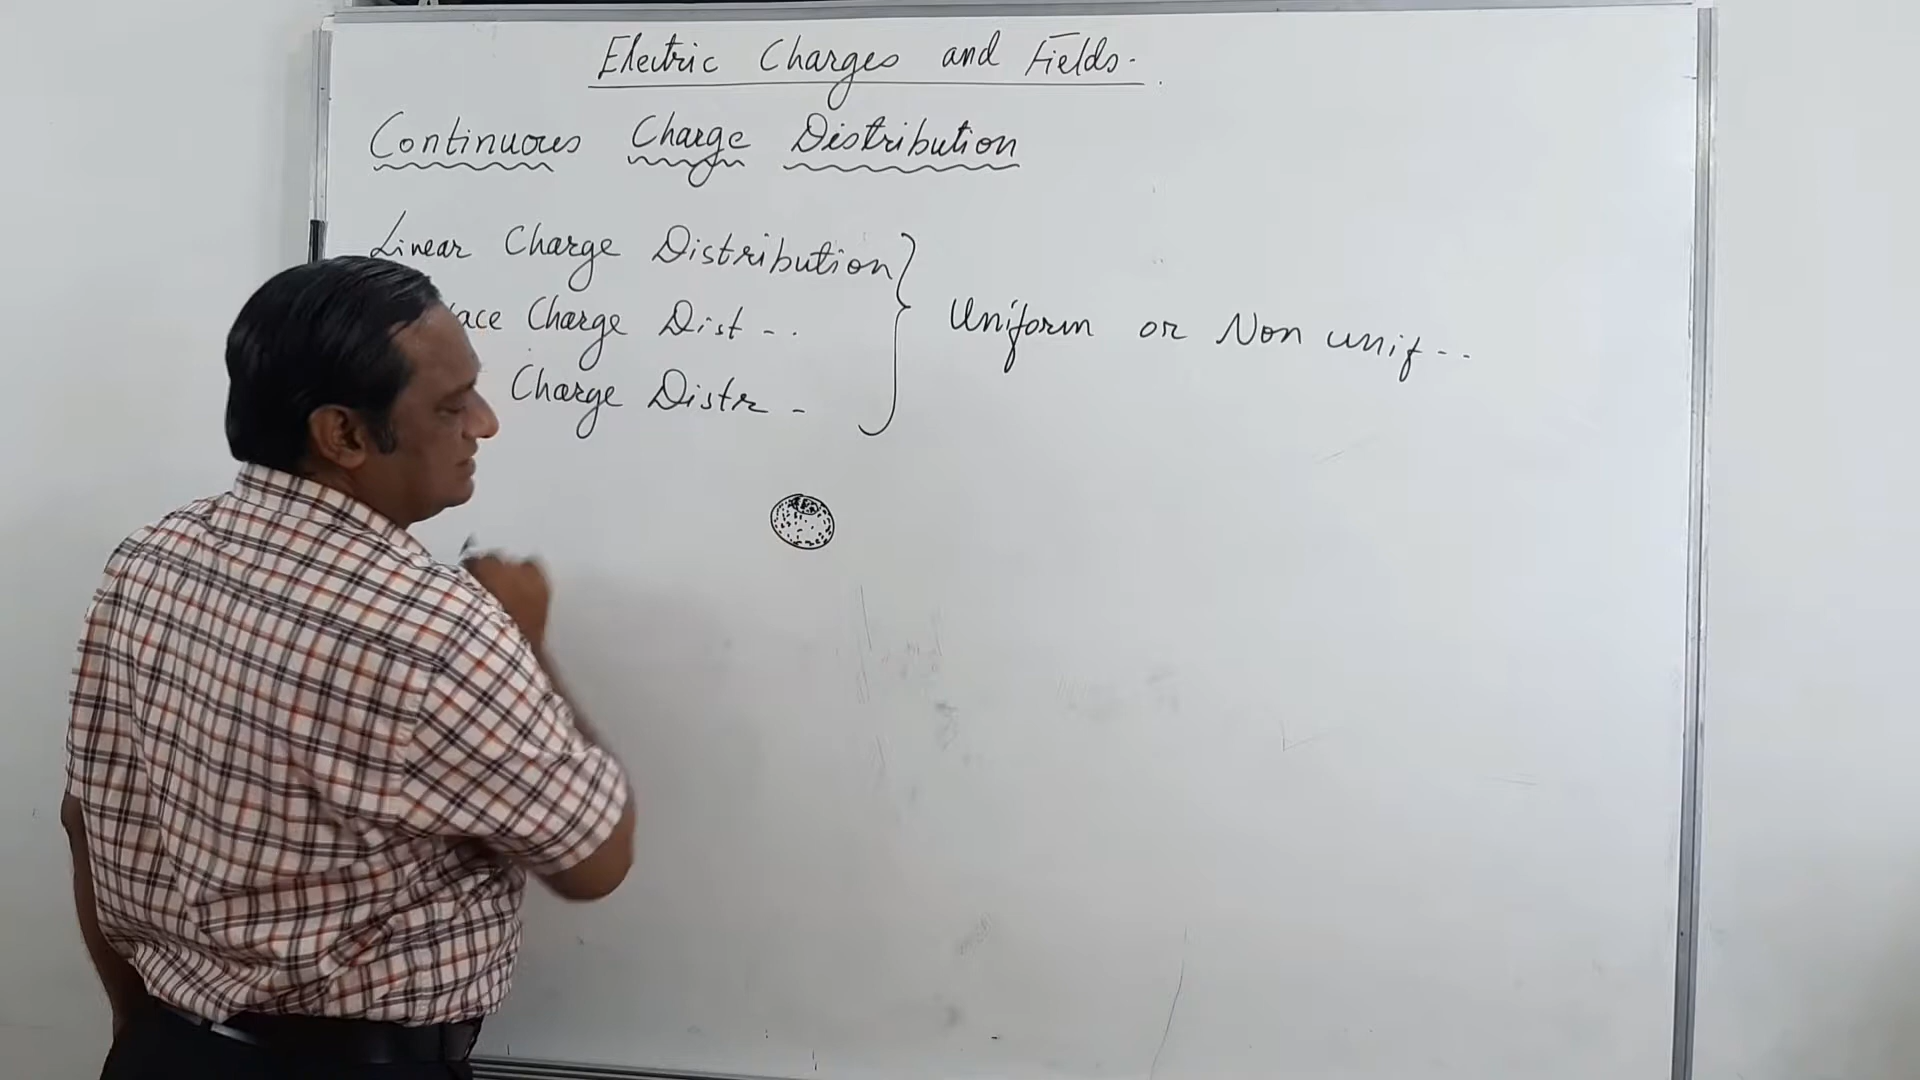 Electric Charges and Fields.
Continuous Charge Distribution
Linear Charge Distribution
Charge Dist - . .
Uniform or Non unif - - -
Charge Distr -